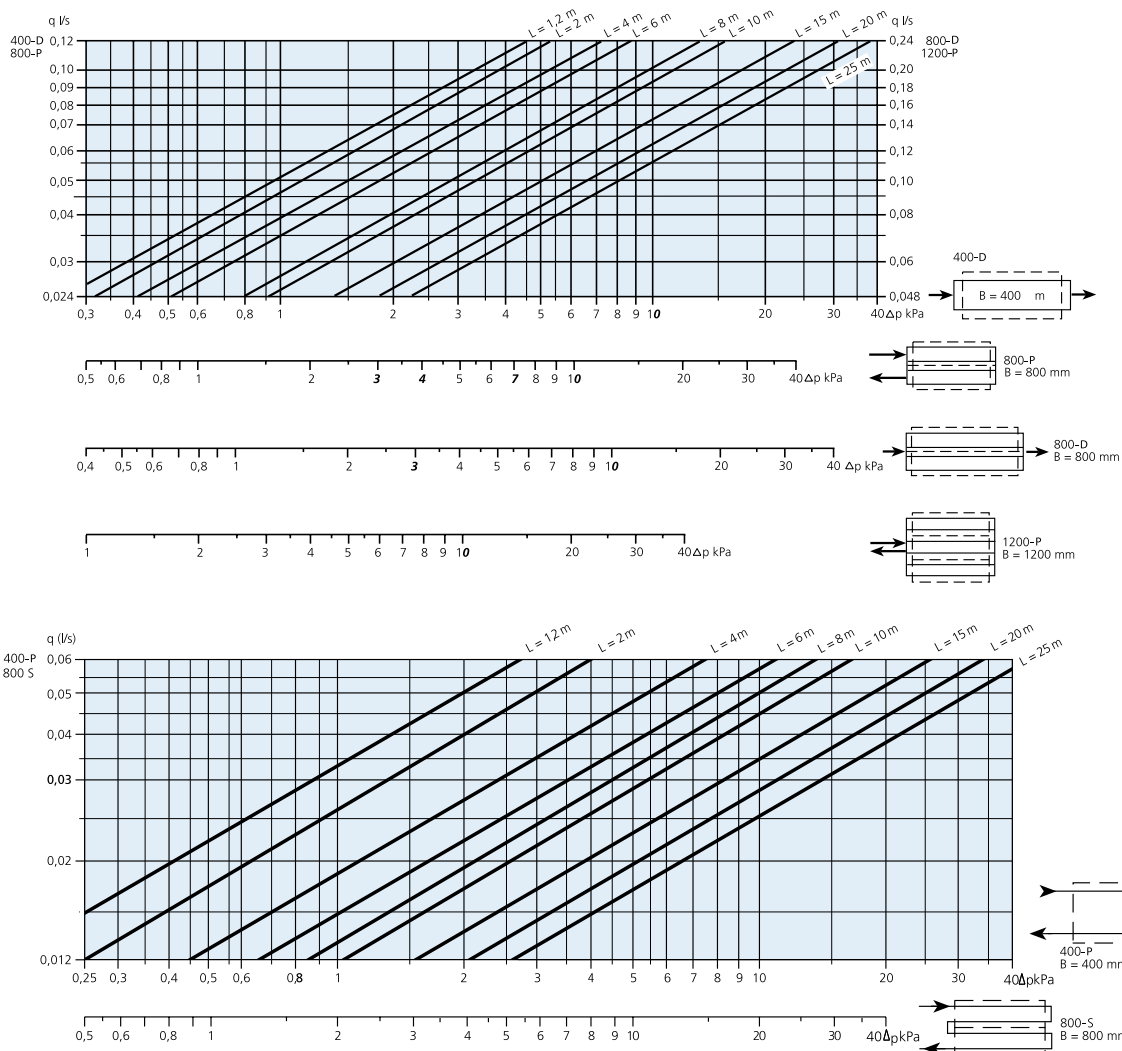 q l/s
L = 1,2 m
L = 2 m
L = 4 m
L = 6 m
L = 8 m
L = 10 m
L = 15 m
L = 20 m
L = 25 m
q l/s
400-D
800-P
800-D
1200-P
0,12
0,10
0,09
0,08
0,07
0,06
0,05
0,04
0,03
0,024
0,24
0,20
0,18
0,16
0,14
0,12
0,10
0,08
0,06
0,048
0,3 0,4 0,5 0,6 0,8 1 2 3 4 5 6 7 8 9 10 20 30 40 Δp kPa
400-D
B = 400 m
0,5 0,6 0,8 1 2 3 4 5 6 7 8 9 10 20 30 40 Δp kPa
800-P
B = 800 mm
0,4 0,5 0,6 0,8 1 2 3 4 5 6 7 8 9 10 20 30 40 Δp kPa
800-D
B = 800 mm
1 2 3 4 5 6 7 8 9 10 20 30 40 Δp kPa
1200-P
B = 1200 mm
q (l/s)
L = 1,2 m
L = 2 m
L = 4 m
L = 6 m
L = 8 m
L = 10 m
L = 15 m
L = 20 m
L = 25 m
400-P
800 S
0,06
0,05
0,04
0,03
0,02
0,012
0,25 0,3 0,4 0,5 0,6 0,8 1 2 3 4 5 6 7 8 9 10 20 30 40 ΔpkPa
400-P
B = 400 mm
0,5 0,6 0,8 1 2 3 4 5 6 7 8 9 10 20 30 40 ΔpkPa
800-S
B = 800 mm